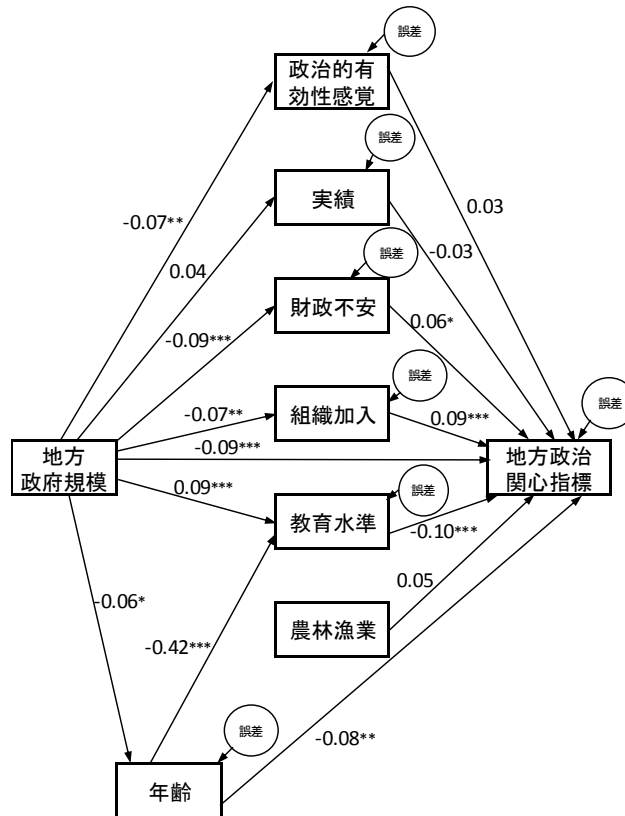 誤差
政治的有
効性感覚
誤差
-0.07**
実績
0.03
0.04
-0.03
誤差
財政不安
-0.09***
0.06*
誤差
-0.07**
組織加入
0.09***
誤差
地方
政府規模
-0.09***
地方政治
関心指標
0.09***
誤差
教育水準
-0.10***
-0.06*
0.05
農林漁業
-0.42***
誤差
-0.08**
年齢